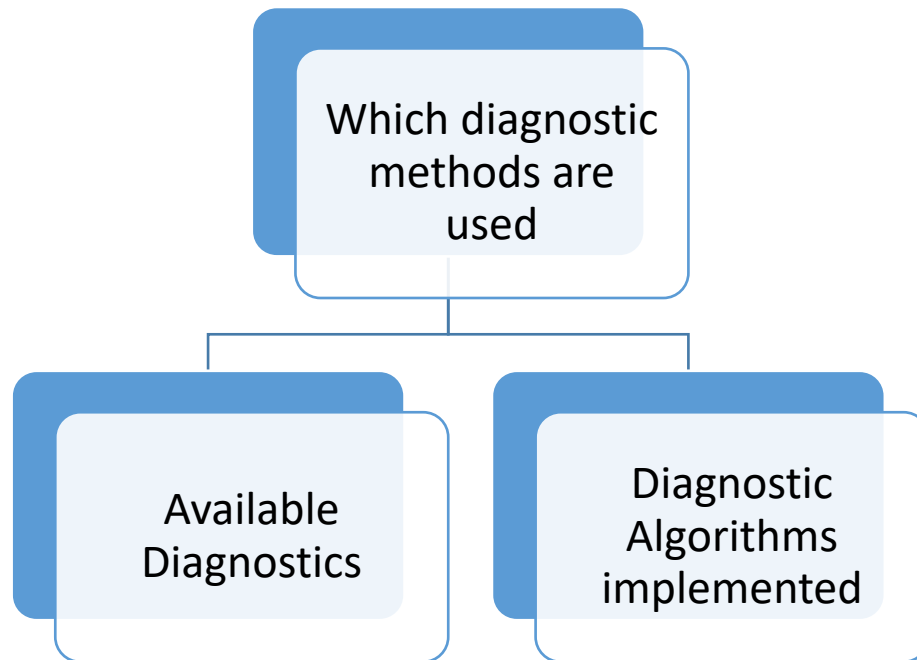 Which diagnostic
methods are
used
Available
Diagnostics
Diagnostic
Algorithms
implemented